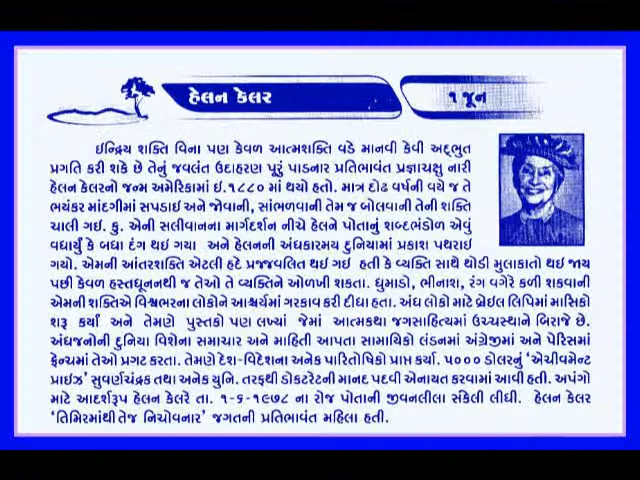 હેલન કેલર
૧ જૂન
ઇન્દ્રિય શક્તિ વિના પણ કેવળ આત્મશક્તિ વડે માનવી કેવી અદ્ભુત
પ્રગતિ કરી શકે છે તેનું જવલંત ઉદાહરણ પૂરું પાડનાર પ્રતિભાવંત પ્રજ્ઞાચક્ષુ નારી
હેલન કેલરનો જન્મ અમેરિકામાં ઇ.૧૮૮૦ માં થયો હતો. માત્ર દોઢ વર્ષની વયે જ તે
ભયંકર માંદગીમાં સપડાઇ અને જોવાની, સાંભળવાની તેમ જ બોલવાની તેની શક્તિ
ચાલી ગઇ. કુ. એની સલીવાનના માર્ગદર્શન નીચે હેલને પોતાનું શબ્દભંડોળ એવું
વધાર્યું કે બધા દંગ થઇ ગયા અને હેલનની અંધકારમય દુનિયામાં પ્રકાશ પથરાઇ
ગયો. એમની આંતરશક્તિ એટલી હદે પ્રજ્જવલિત થઇ ગઇ હતી કે વ્યક્તિ સાથે થોડી મુલાકાતો થઇ જાય
પછી કેવળ હસ્તધૂનનથી જ તેઓ તે વ્યક્તિને ઓળખી શકતા. ધુમાડો, ભીનાશ, રંગ વગેરે કળી શકવાની
એમની શક્તિએ વિશ્વભરના લોકોને આશ્ચર્યમાં ગરકાવ કરી દીધા હતા. અંધ લોકો માટે બ્રેઇલ લિપિમાં માસિકો
શરૂ કર્યાં અને તેમણે પુસ્તકો પણ લખ્યાં જેમાં આત્મકથા જગસાહિત્યમાં ઉચ્ચસ્થાને બિરાજે છે.
અંધજનોની દુનિયા વિશેના સમાચાર અને માહિતી આપતા સામાયિકો લંડનમાં અંગ્રેજીમાં અને પેરિસમાં
ફ્રેન્ચમાં તેઓ પ્રગટ કરતા. તેમણે દેશ-વિદેશના અનેક પારિતોષિકો પ્રાપ્ત કર્યાં. ૫૦૦૦ ડોલરનું 'એચીવમેન્ટ
પ્રાઇઝ' સુવર્ણચંદ્રક તથા અનેક યુનિ. તરફથી ડોકટરેટની માનદ પદવી એનાયત કરવામાં આવી હતી. અપંગો
માટે આદર્શરૂપ હેલન કેલરે તા. ૧-૬-૧૯૭૮ ના રોજ પોતાની જીવનલીલા સંકેલી લીધી. હેલન કેલર
'તિમિરમાંથી તેજ નિચોવનાર' જગતની પ્રતિભાવંત મહિલા હતી.